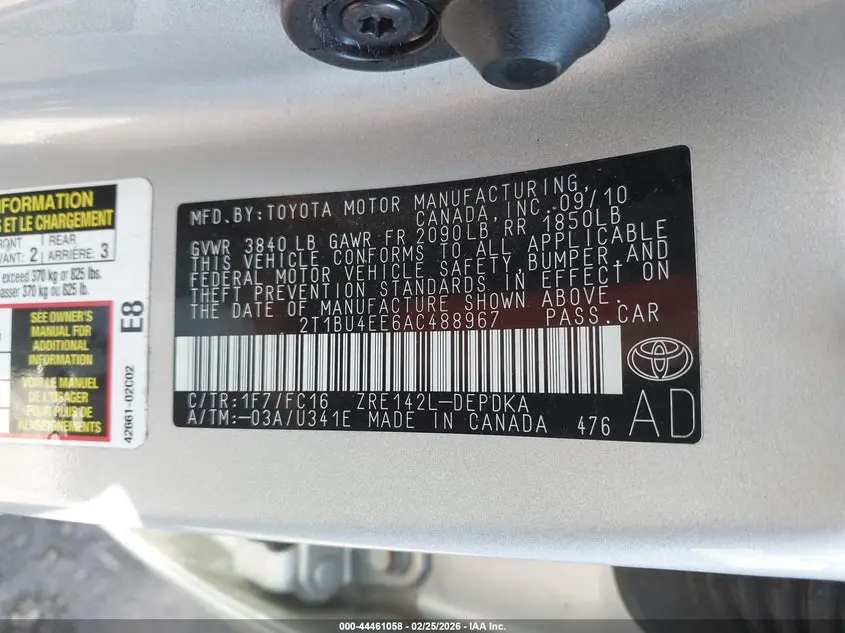 NFORMATION
S ET LE CHARGEMENT
NT REAR
VANT: 2 ARRIÈRE: 3
exceed 370 kg or 825 lbs.
passer 370 kg ou 825 lb.
SEE OWNER'S
MANUAL FOR
ADDITIONAL
INFORMATION
VOIR LE MANUEL
DE L'USAGER
POUR PLUS DE
RENSEIGNEMENTS
E8
42661-02C02
MFD.BY:TOYOTA MOTOR MANUFACTURING,
CANADA, INC. 09/10
GVWR 3840 LB GAWR FR 2090LB, RR 1850LB
THIS VEHICLE CONFORMS TO ALL APPLICABLE
FEDERAL MOTOR VEHICLE SAFETY, BUMPER, AND
THEFT PREVENTION STANDARDS IN EFFECT ON
THE DATE OF MANUFACTURE SHOWN ABOVE.
2T1BU4EE6AC488967 PASS.CAR
C/TR:1F7/FC16 ZRE142L-DEPDKA
A/TM:-03A/U341E MADE IN CANADA 476
AD
000-44461058 02/25/2026 IAA Inc.